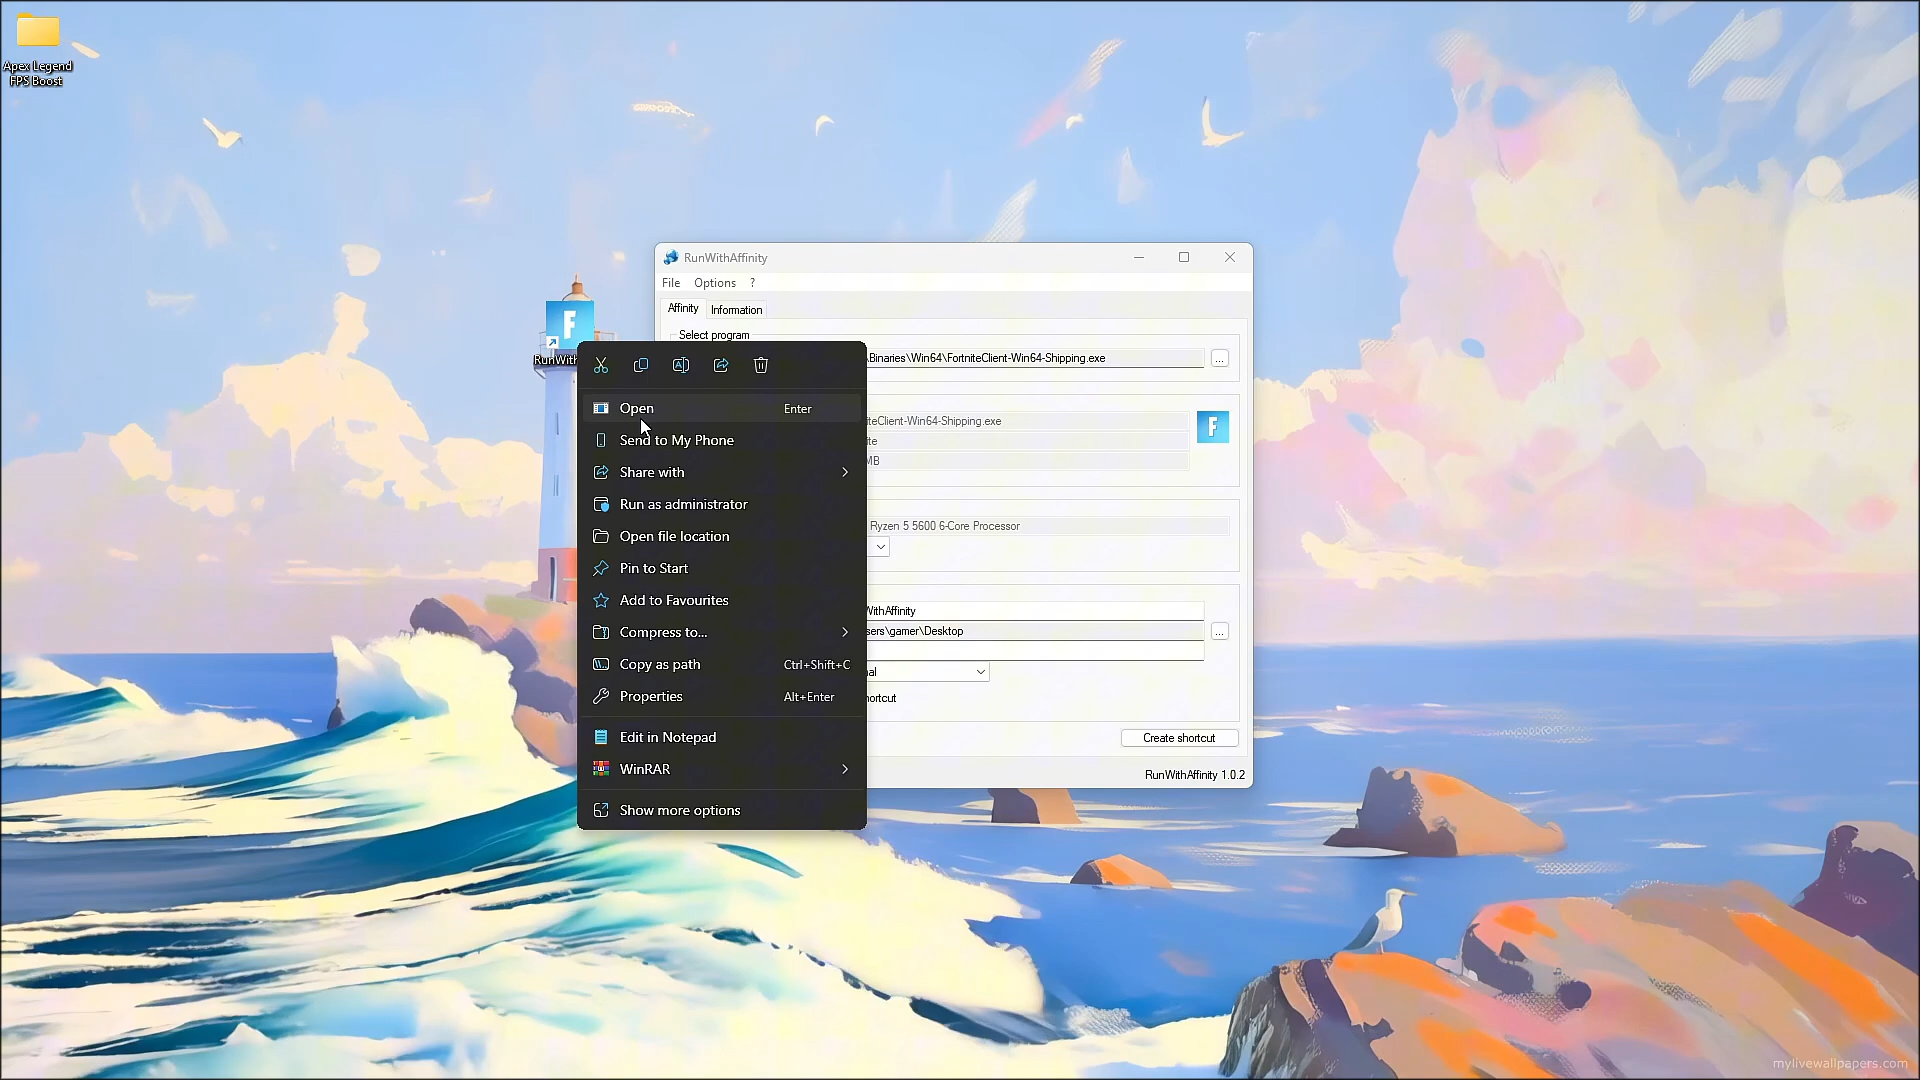 Apex Legend
FPS Boost
RunWithAffinity
File Options ?
Affinity Information
Select program
\Binaries\Win64\FortniteClient-Win64-Shipping.exe ...
F
RunWith
Open Enter
iteClient-Win64-Shipping.exe
F
Send to My Phone
ite
MB
Share with
Run as administrator
Ryzen 5 5600 6-Core Processor
Open file location
Pin to Start
Add to Favourites
WithAffinity
Compress to...
sers\gamer\Desktop ...
Copy as path Ctrl+Shift+C
al
Properties Alt+Enter
hortcut
Edit in Notepad
Create shortcut
WinRAR
RunWithAffinity 1.0.2
Show more options
mylivewallpapers.com